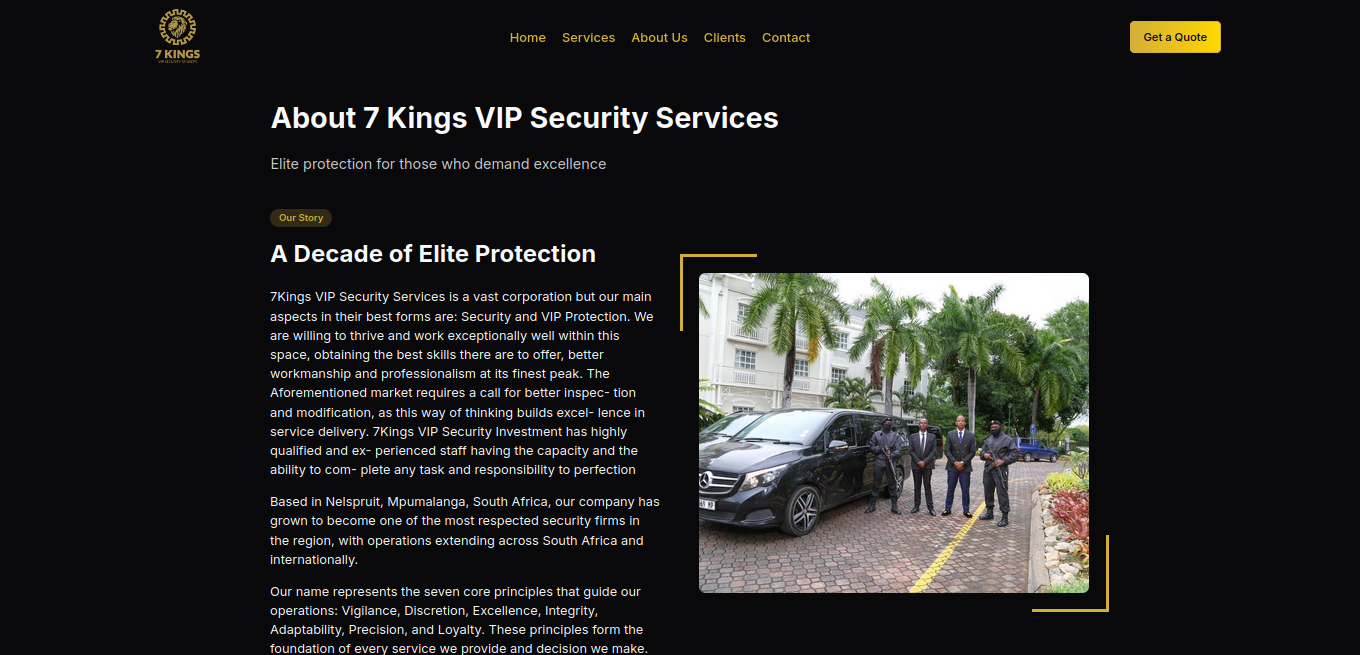 7 KINGS
VIP SECURITY SERVICES
Home Services About Us Clients Contact
Get a Quote
About 7 Kings VIP Security Services
Elite protection for those who demand excellence
Our Story
A Decade of Elite Protection
7Kings VIP Security Services is a vast corporation but our main
aspects in their best forms are: Security and VIP Protection. We
are willing to thrive and work exceptionally well within this
space, obtaining the best skills there are to offer, better
workmanship and professionalism at its finest peak. The
Aforementioned market requires a call for better inspec- tion
and modification, as this way of thinking builds excel- lence in
service delivery. 7Kings VIP Security Investment has highly
qualified and ex- perienced staff having the capacity and the
ability to com- plete any task and responsibility to perfection
Based in Nelspruit, Mpumalanga, South Africa, our company has
grown to become one of the most respected security firms in
the region, with operations extending across South Africa and
internationally.
Our name represents the seven core principles that guide our
operations: Vigilance, Discretion, Excellence, Integrity,
Adaptability, Precision, and Loyalty. These principles form the
foundation of every service we provide and decision we make.